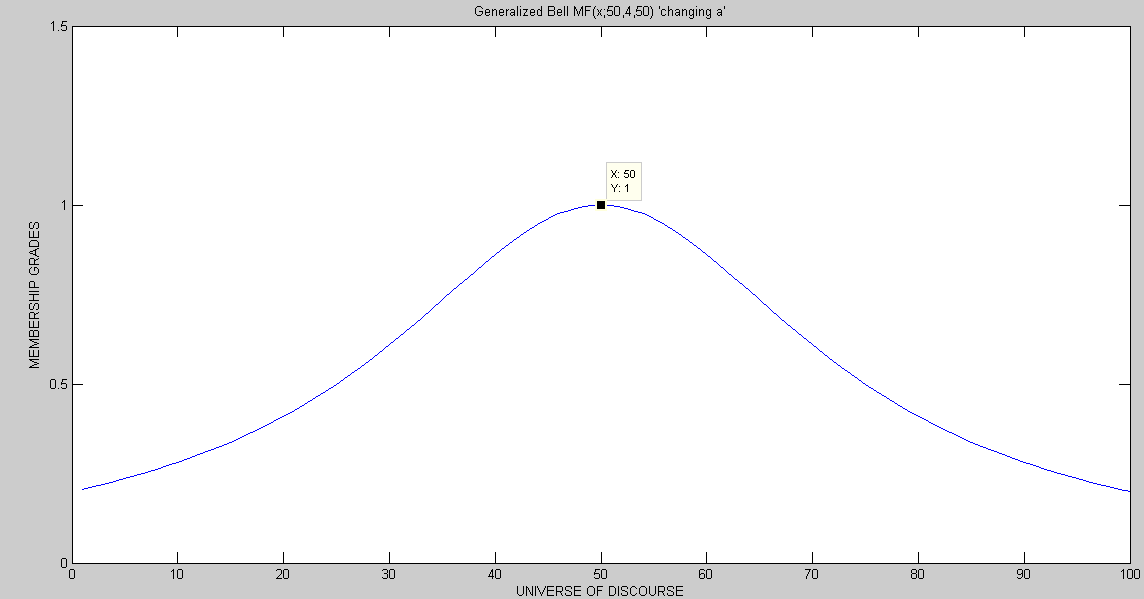 Generalized Bell MF(x;50,4,50) 'changing a'
1.5
X: 50
Y: 1
1
MEMBERSHIP GRADES
0.5
0
0 10 20 30 40 50 60 70 80 90 100
UNIVERSE OF DISCOURSE